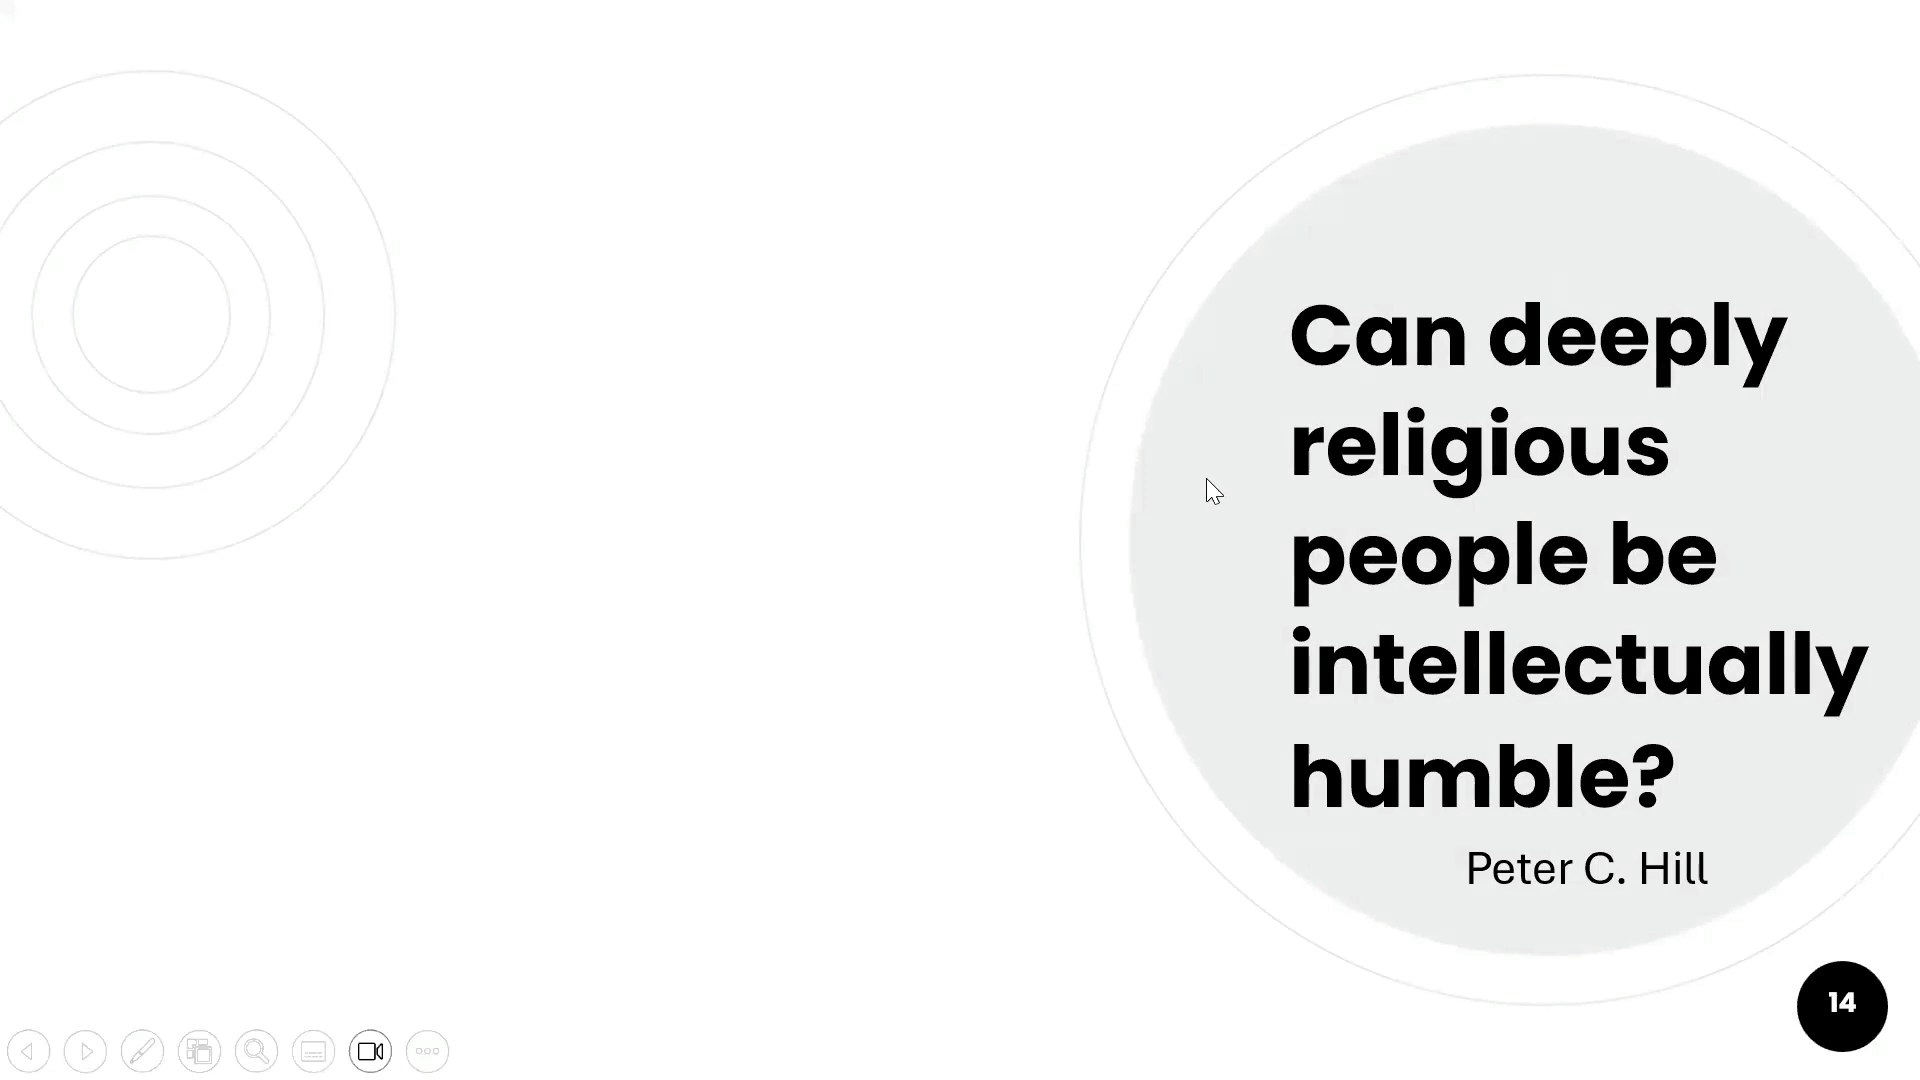 Can deeply
religious
people be
intellectually
humble?
Peter C. Hill
14